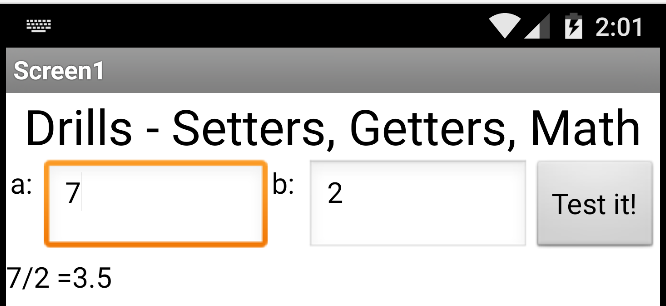 2:01
Screen1
Drills - Setters, Getters, Math
a: 7 b: 2 Test it!
7/2 =3.5